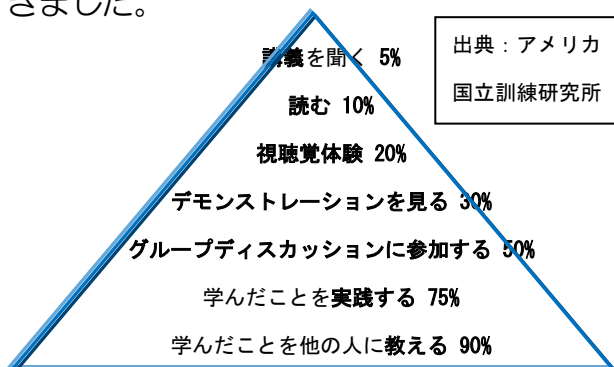 さました。
出典：アメリカ
国立訓練研究所
講義を聞く 5%
読む 10%
視聴覚体験 20%
デモンストレーションを見る 30%
グループディスカッションに参加する 50%
学んだことを実践する 75%
学んだことを他の人に教える 90%